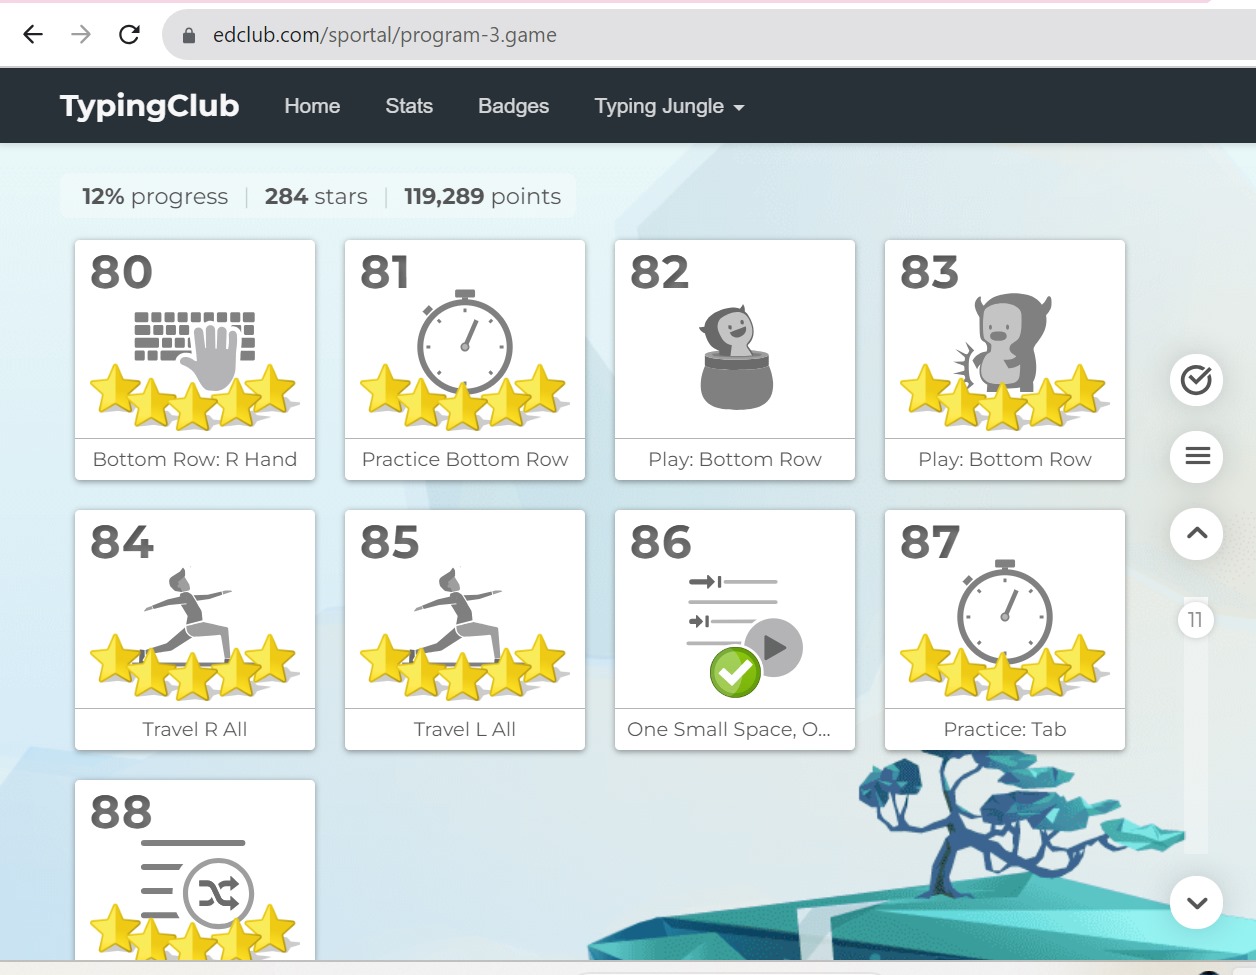 edclub.com/sportal/program-3.game
TypingClub Home Stats Badges Typing Jungle
12% progress 284 stars 119,289 points
80 81 82 83
Bottom Row: R Hand Practice Bottom Row Play: Bottom Row Play: Bottom Row
84 85 86 87
11
Travel R All Travel L All One Small Space, O... Practice: Tab
88